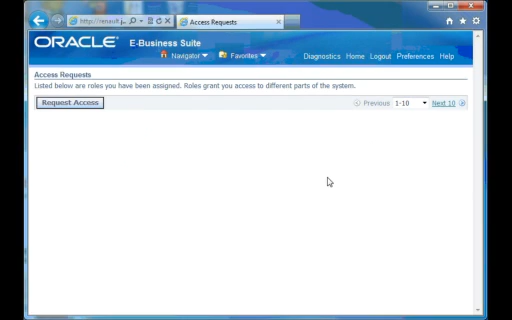 http://renault.j
Access Requests
ORACLE E-Business Suite
Navigator Favorites Diagnostics Home Logout Preferences Help
Access Requests
Listed below are roles you have been assigned. Roles grant you access to different parts of the system.
Request Access Previous 1-10 Next 10